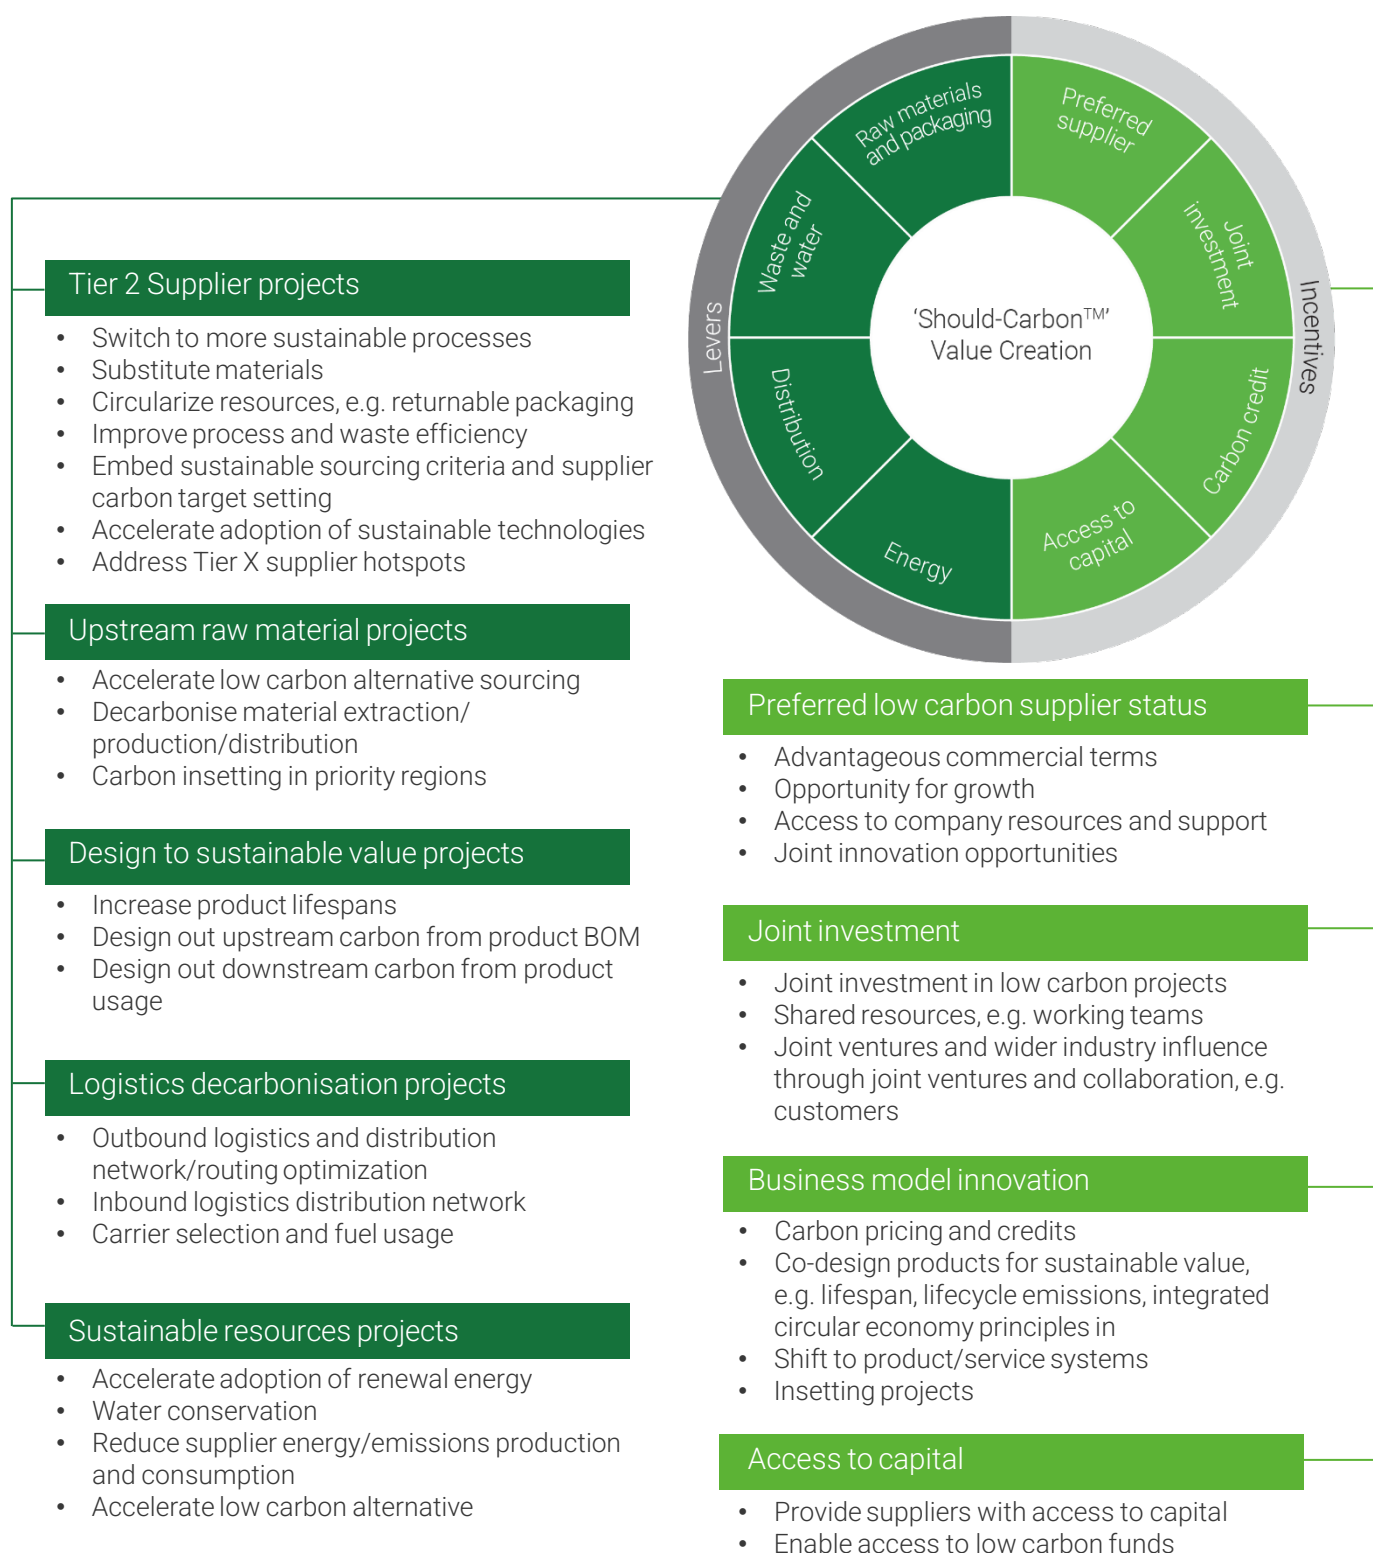 Raw materials
and packaging
Preferred
supplier
Waste and
water
Joint
investment
Levers
'Should-Carbon™'
Value Creation
Incentives
Distribution
Carbon credit
Energy
Access to
capital
Tier 2 Supplier projects
• Switch to more sustainable processes
• Substitute materials
• Circularize resources, e.g. returnable packaging
• Improve process and waste efficiency
• Embed sustainable sourcing criteria and supplier
carbon target setting
• Accelerate adoption of sustainable technologies
• Address Tier X supplier hotspots
Upstream raw material projects
• Accelerate low carbon alternative sourcing
• Decarbonise material extraction/
production/distribution
• Carbon insetting in priority regions
Design to sustainable value projects
• Increase product lifespans
• Design out upstream carbon from product BOM
• Design out downstream carbon from product
usage
Logistics decarbonisation projects
• Outbound logistics and distribution
network/routing optimization
• Inbound logistics distribution network
• Carrier selection and fuel usage
Sustainable resources projects
• Accelerate adoption of renewal energy
• Water conservation
• Reduce supplier energy/emissions production
and consumption
• Accelerate low carbon alternative
Preferred low carbon supplier status
• Advantageous commercial terms
• Opportunity for growth
• Access to company resources and support
• Joint innovation opportunities
Joint investment
• Joint investment in low carbon projects
• Shared resources, e.g. working teams
• Joint ventures and wider industry influence
through joint ventures and collaboration, e.g.
customers
Business model innovation
• Carbon pricing and credits
• Co-design products for sustainable value,
e.g. lifespan, lifecycle emissions, integrated
circular economy principles in
• Shift to product/service systems
• Insetting projects
Access to capital
• Provide suppliers with access to capital
• Enable access to low carbon funds